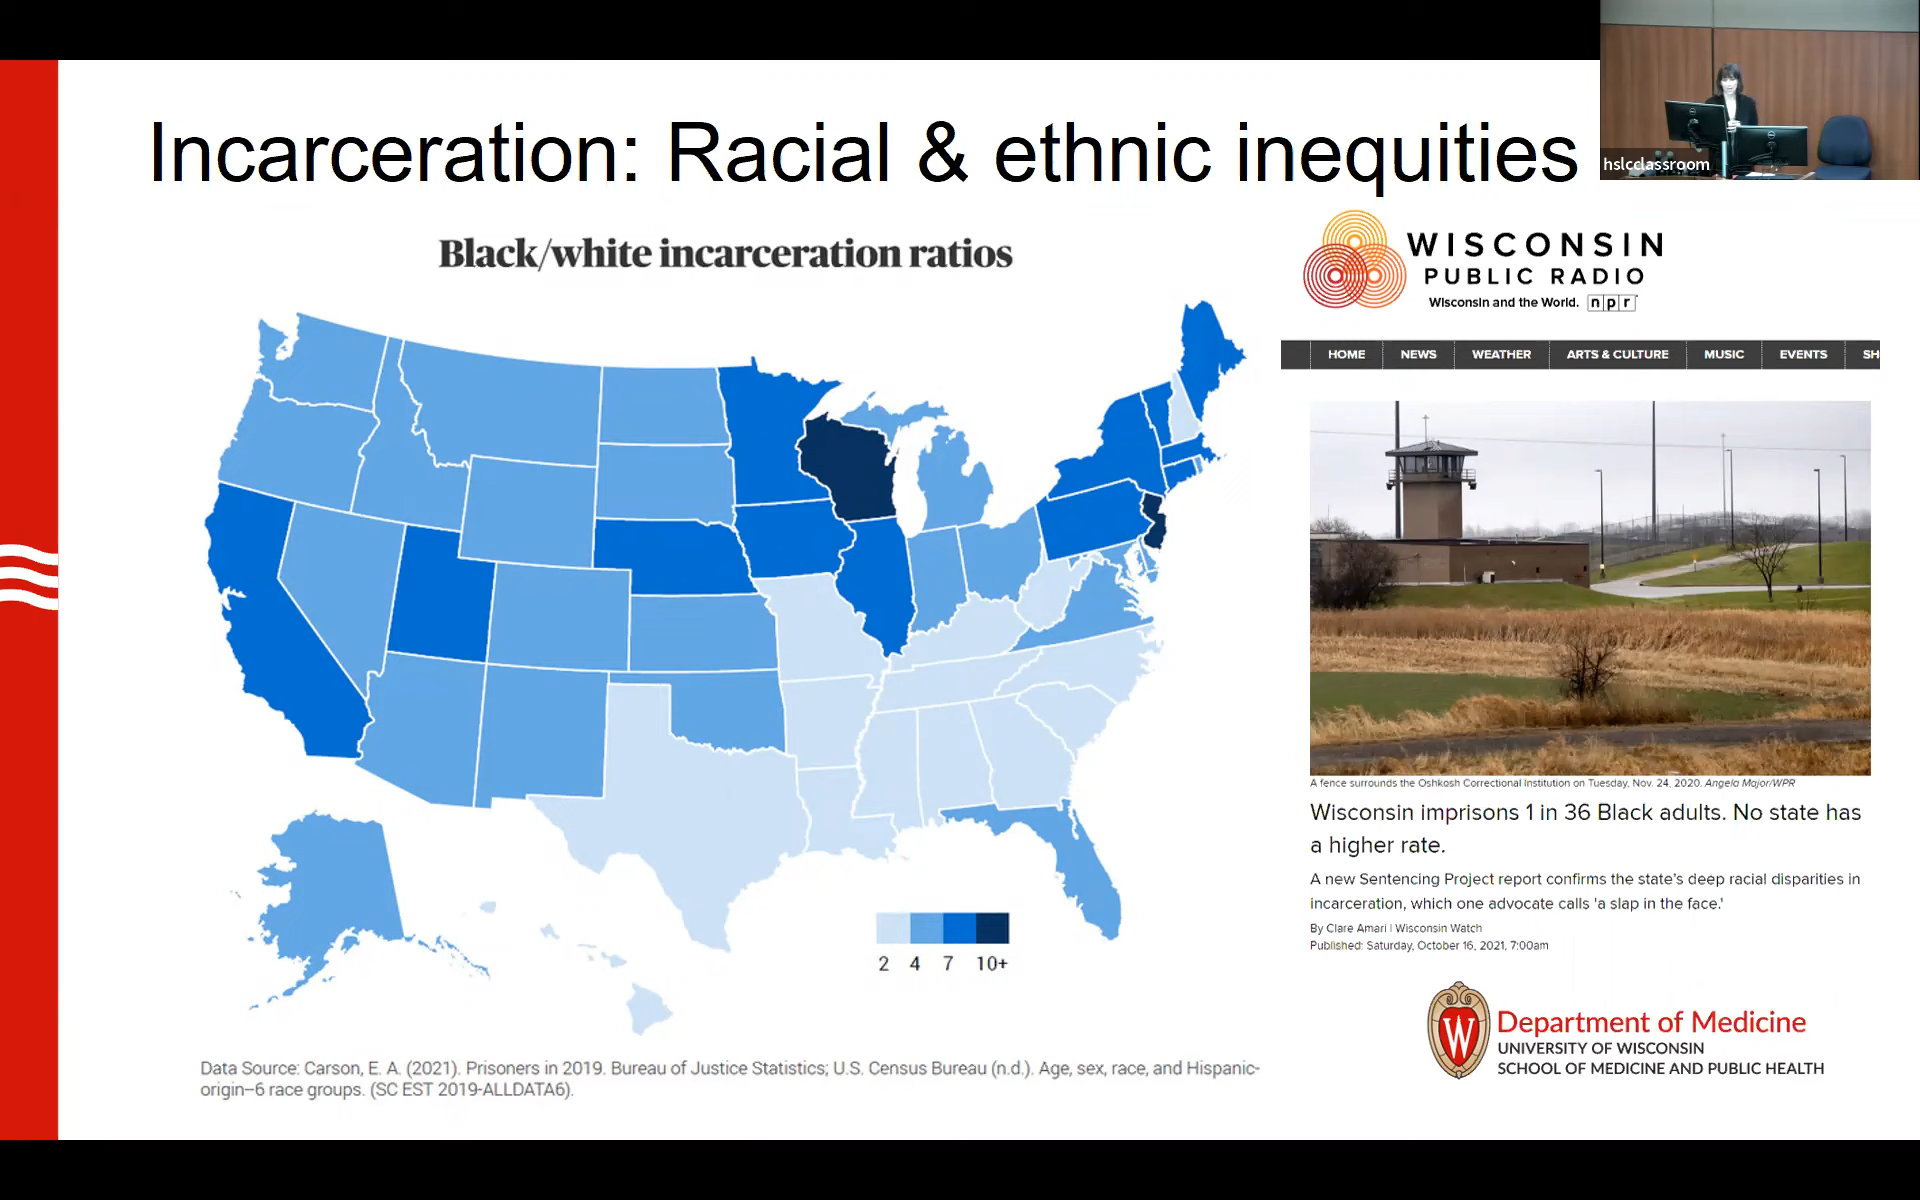 Incarceration: Racial & ethnic inequities
hslcclassroom
Black/white incarceration ratios
2 4 7 10+
Data Source: Carson, E. A. (2021). Prisoners in 2019. Bureau of Justice Statistics; U.S. Census Bureau (n.d.). Age, sex, race, and Hispanic-
origin–6 race groups. (SC EST 2019-ALLDATA6).
WISCONSIN
PUBLIC RADIO
Wisconsin and the World. npr
HOME NEWS WEATHER ARTS & CULTURE MUSIC EVENTS SH
A fence surrounds the Oshkosh Correctional Institution on Tuesday, Nov. 24, 2020. Angela Major/WPR
Wisconsin imprisons 1 in 36 Black adults. No state has
a higher rate.
A new Sentencing Project report confirms the state's deep racial disparities in
incarceration, which one advocate calls 'a slap in the face.'
By Clare Amari | Wisconsin Watch
Published: Saturday, October 16, 2021, 7:00am
W
Department of Medicine
UNIVERSITY OF WISCONSIN
SCHOOL OF MEDICINE AND PUBLIC HEALTH